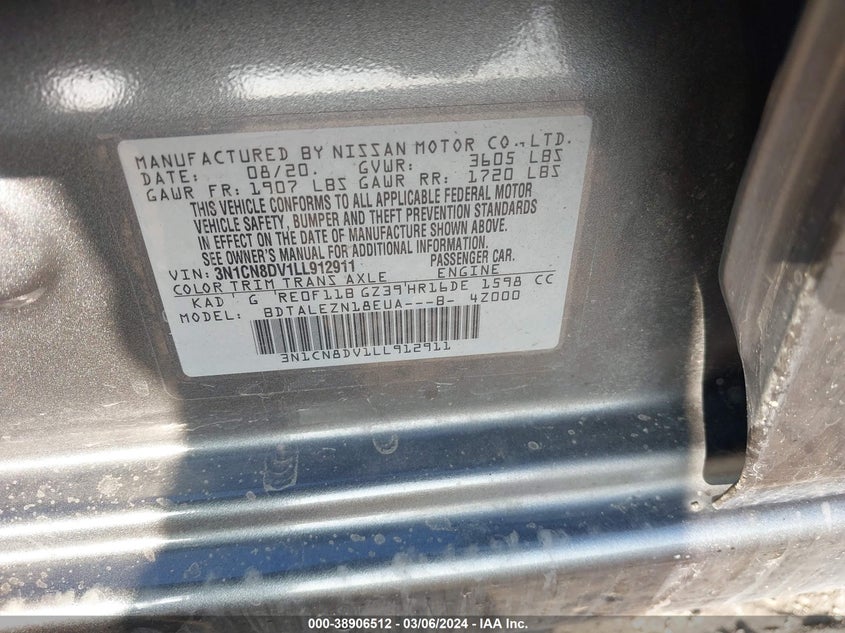 MANUFACTURED BY NISSAN MOTOR CO., LTD.
DATE: 08/20. GVWR: 3605 LBS
GAWR FR: 1907 LBS GAWR RR: 1720 LBS
THIS VEHICLE CONFORMS TO ALL APPLICABLE FEDERAL MOTOR
VEHICLE SAFETY, BUMPER AND THEFT PREVENTION STANDARDS
IN EFFECT ON THE DATE OF MANUFACTURE SHOWN ABOVE.
SEE OWNER'S MANUAL FOR ADDITIONAL INFORMATION.
VIN: 3N1CN8DV1LL912911 PASSENGER CAR.
COLOR TRIM TRANS AXLE ENGINE
KAD G RE0F11B GZ39 HR16DE 1598 CC
MODEL: BDTALEZN18EUA---B- 4Z000
3N1CN8DV1LL912911
000-38906512 - 03/06/2024 - IAA Inc.